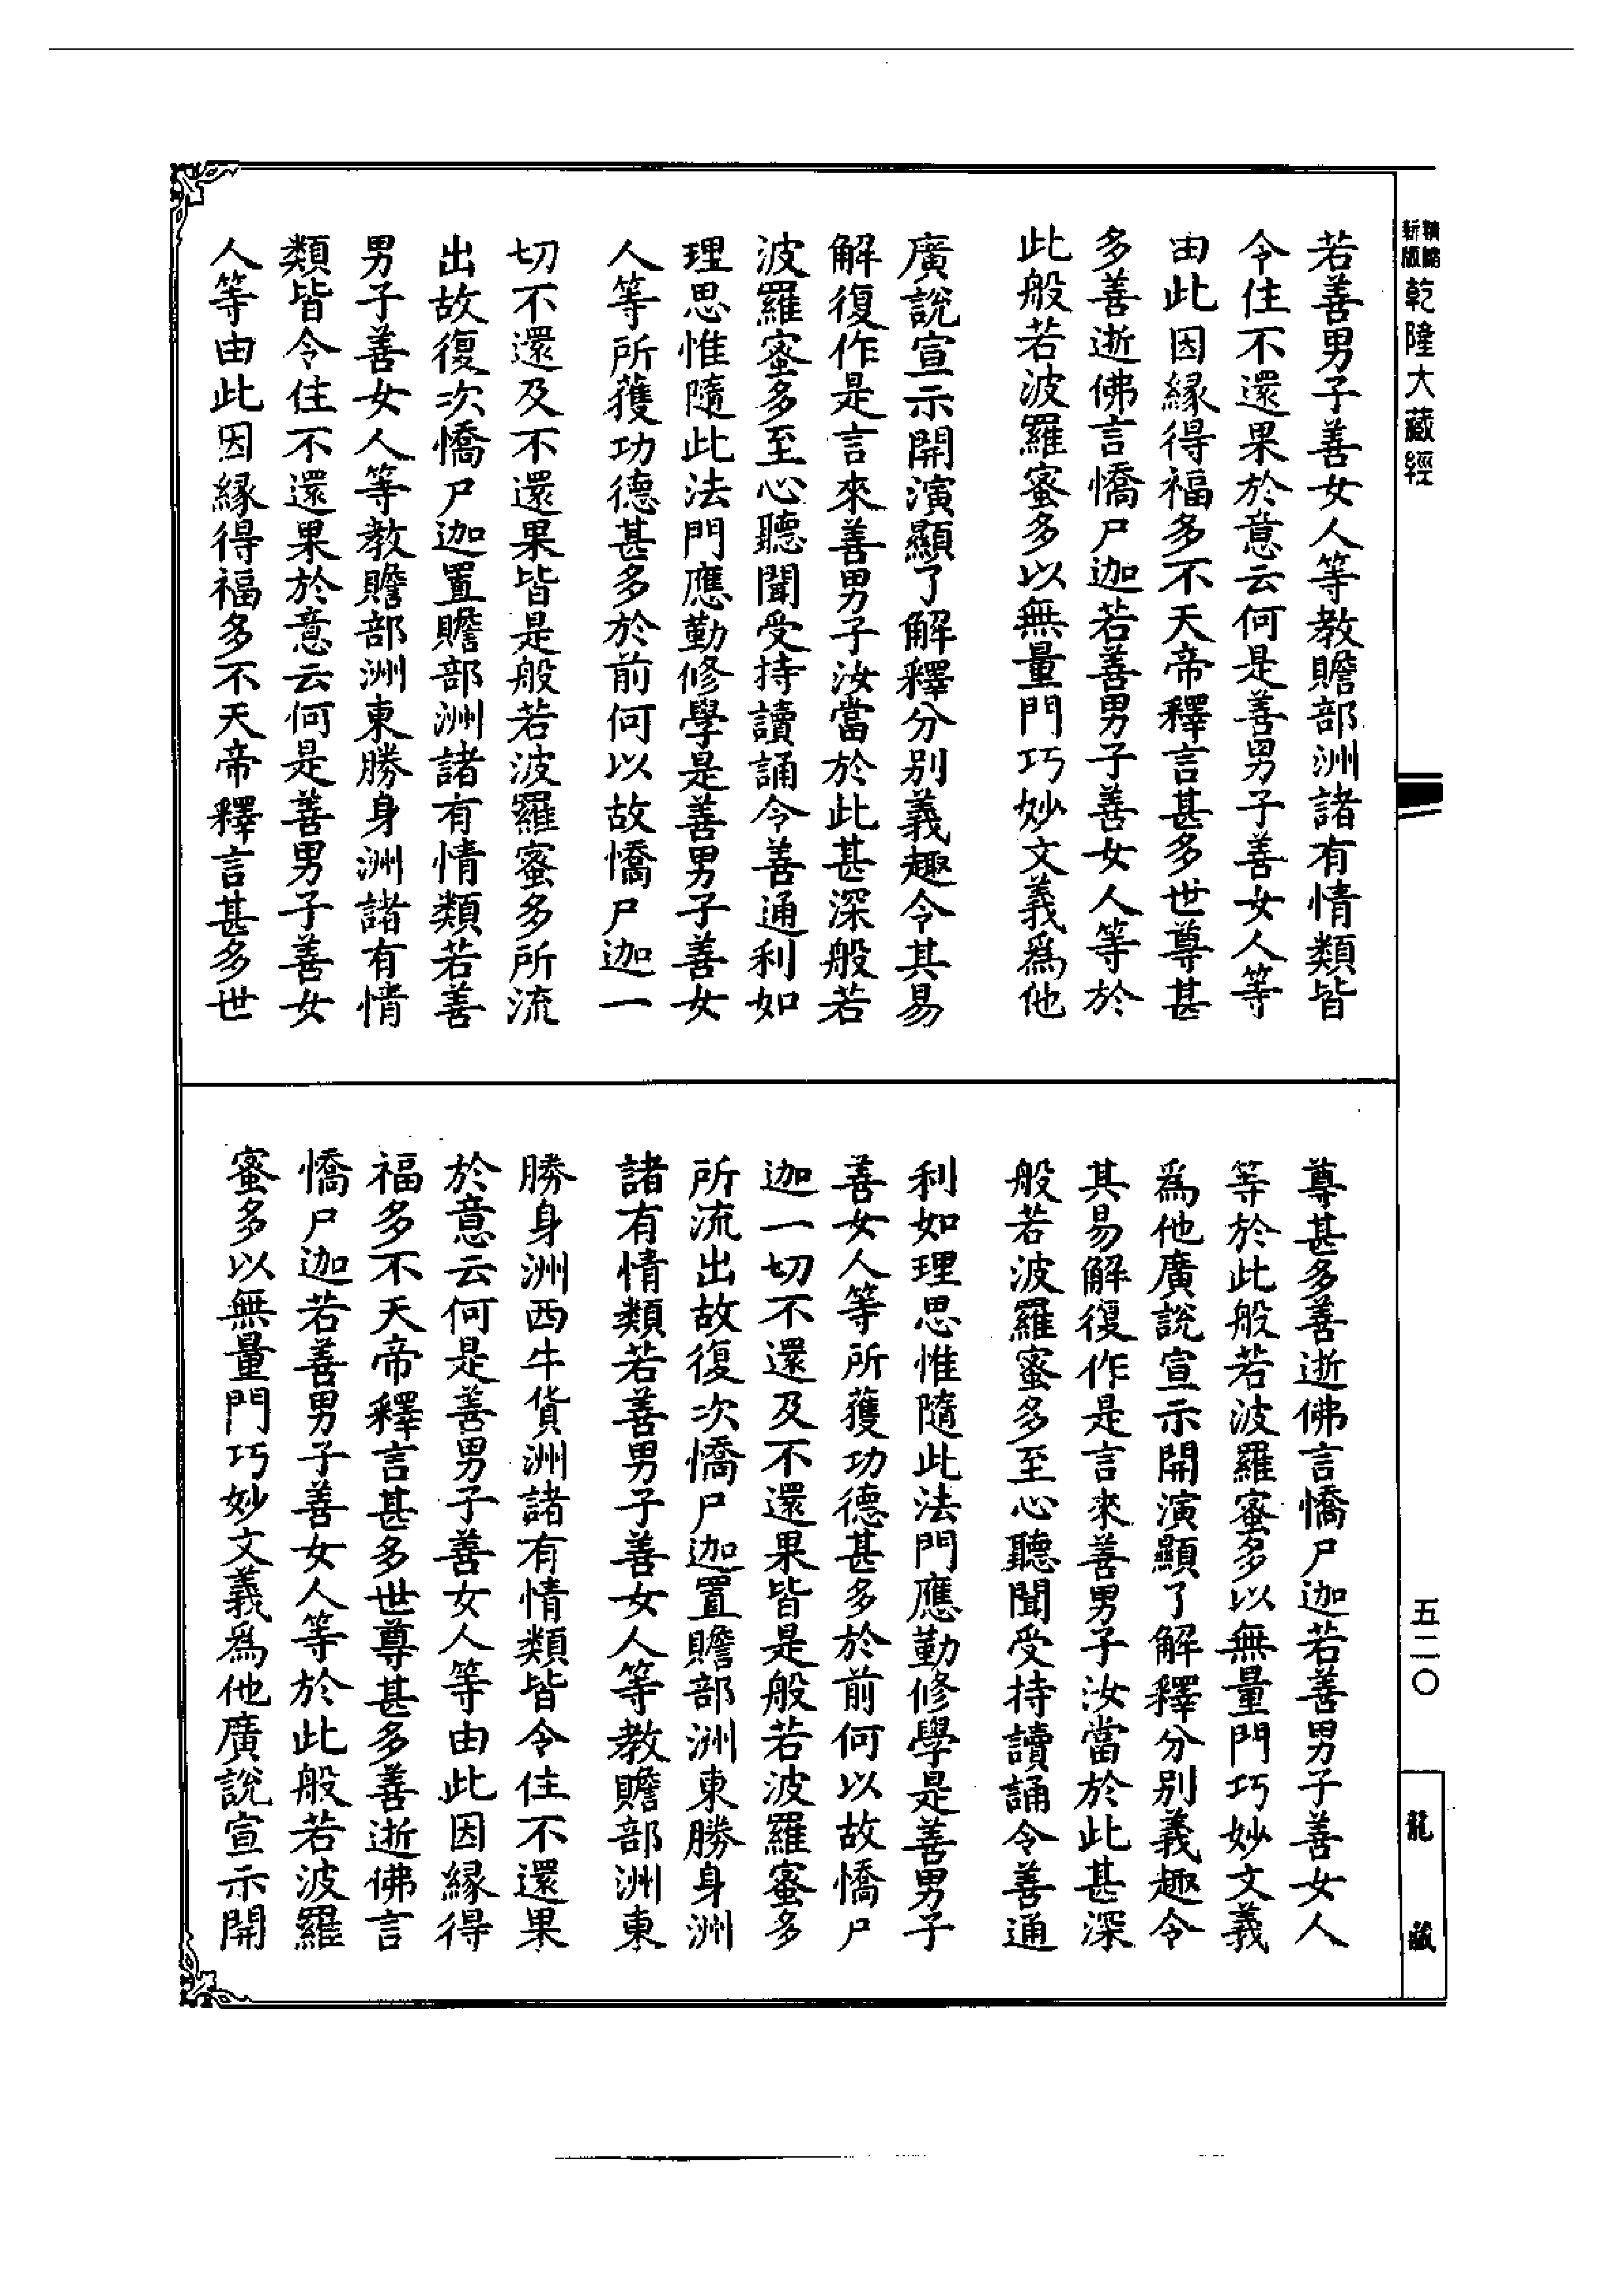 新版
精縮
乾隆大藏經
若善男子善女人等教贍部洲諸有情類皆
令住不還果於意云何是善男子善女人等
由此因緣得福多不天帝釋言甚多世尊甚
多善逝佛言憍尸迦若善男子善女人等於
此般若波羅蜜多以無量門巧妙文義爲他
廣說宣示開演顯了解釋分別義趣令其易
解復作是言來善男子汝當於此甚深般若
波羅蜜多至心聽聞受持讀誦令善通利如
理思惟隨此法門應勤修學是善男子善女
人等所獲功德甚多於前何以故憍尸迦一
切不還及不還果皆是般若波羅蜜多所流
出故復次憍尸迦置贍部洲諸有情類若善
男子善女人等教贍部洲東勝身洲諸有情
類皆令住不還果於意云何是善男子善女
人等由此因緣得福多不天帝釋言甚多世
尊甚多善逝佛言憍尸迦若善男子善女人
等於此般若波羅蜜多以無量門巧妙文義
爲他廣說宣示開演顯了解釋分別義趣令
其易解復作是言來善男子汝當於此甚深
般若波羅蜜多至心聽聞受持讀誦令善通
利如理思惟隨此法門應勤修學是善男子
善女人等所獲功德甚多於前何以故憍尸
迦一切不還及不還果皆是般若波羅蜜多
所流出故復次憍尸迦置贍部洲東勝身洲
諸有情類若善男子善女人等教贍部洲東
勝身洲西牛貨洲諸有情類皆令住不還果
於意云何是善男子善女人等由此因緣得
福多不天帝釋言甚多世尊甚多善逝佛言
憍尸迦若善男子善女人等於此般若波羅
蜜多以無量門巧妙文義爲他廣說宣示開
五二〇
龍藏